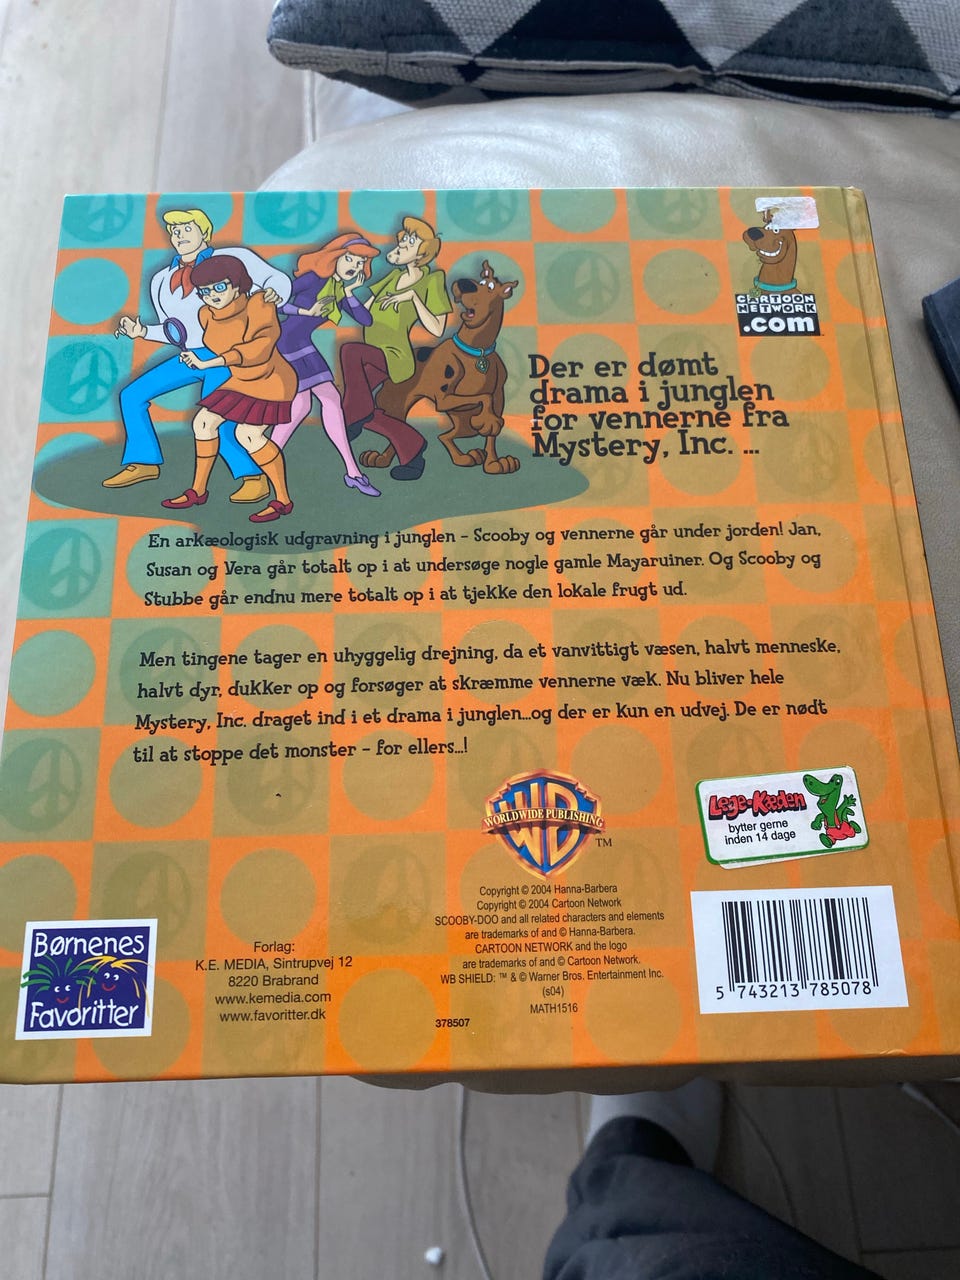 CARTOON
NETWORK
.com
Der er dømt
drama i junglen
for vennerne fra
Mystery, Inc. ...
En arkæologisk udgravning i junglen - Scooby og vennerne går under jorden! Jan,
Susan og Vera går totalt op i at undersøge nogle gamle Mayaruiner. Og Scooby og
Stubbe går endnu mere totalt op i at tjekke den lokale frugt ud.
Men tingene tager en uhyggelig drejning, da et vanvittigt væsen, halvt menneske,
halvt dyr, dukker op og forsøger at skræmme vennerne væk. Nu bliver hele
Mystery, Inc. draget ind i et drama i junglen...og der er kun en udvej. De er nødt
til at stoppe det monster - for ellers...!
WB
WORLDWIDE PUBLISHING
TM
Lege-Kæden
bytter gerne
inden 14 dage
Børnenes
Favoritter
Forlag:
K.E. MEDIA, Sintrupvej 12
8220 Brabrand
www.kemedia.com
www.favoritter.dk
Copyright © 2004 Hanna-Barbera
Copyright © 2004 Cartoon Network
SCOOBY-DOO and all related characters and elements
are trademarks of and © Hanna-Barbera.
CARTOON NETWORK and the logo
are trademarks of and © Cartoon Network.
WB SHIELD: ™ & © Warner Bros. Entertainment Inc.
(s04)
MATH1516
378507
5 743213 785078